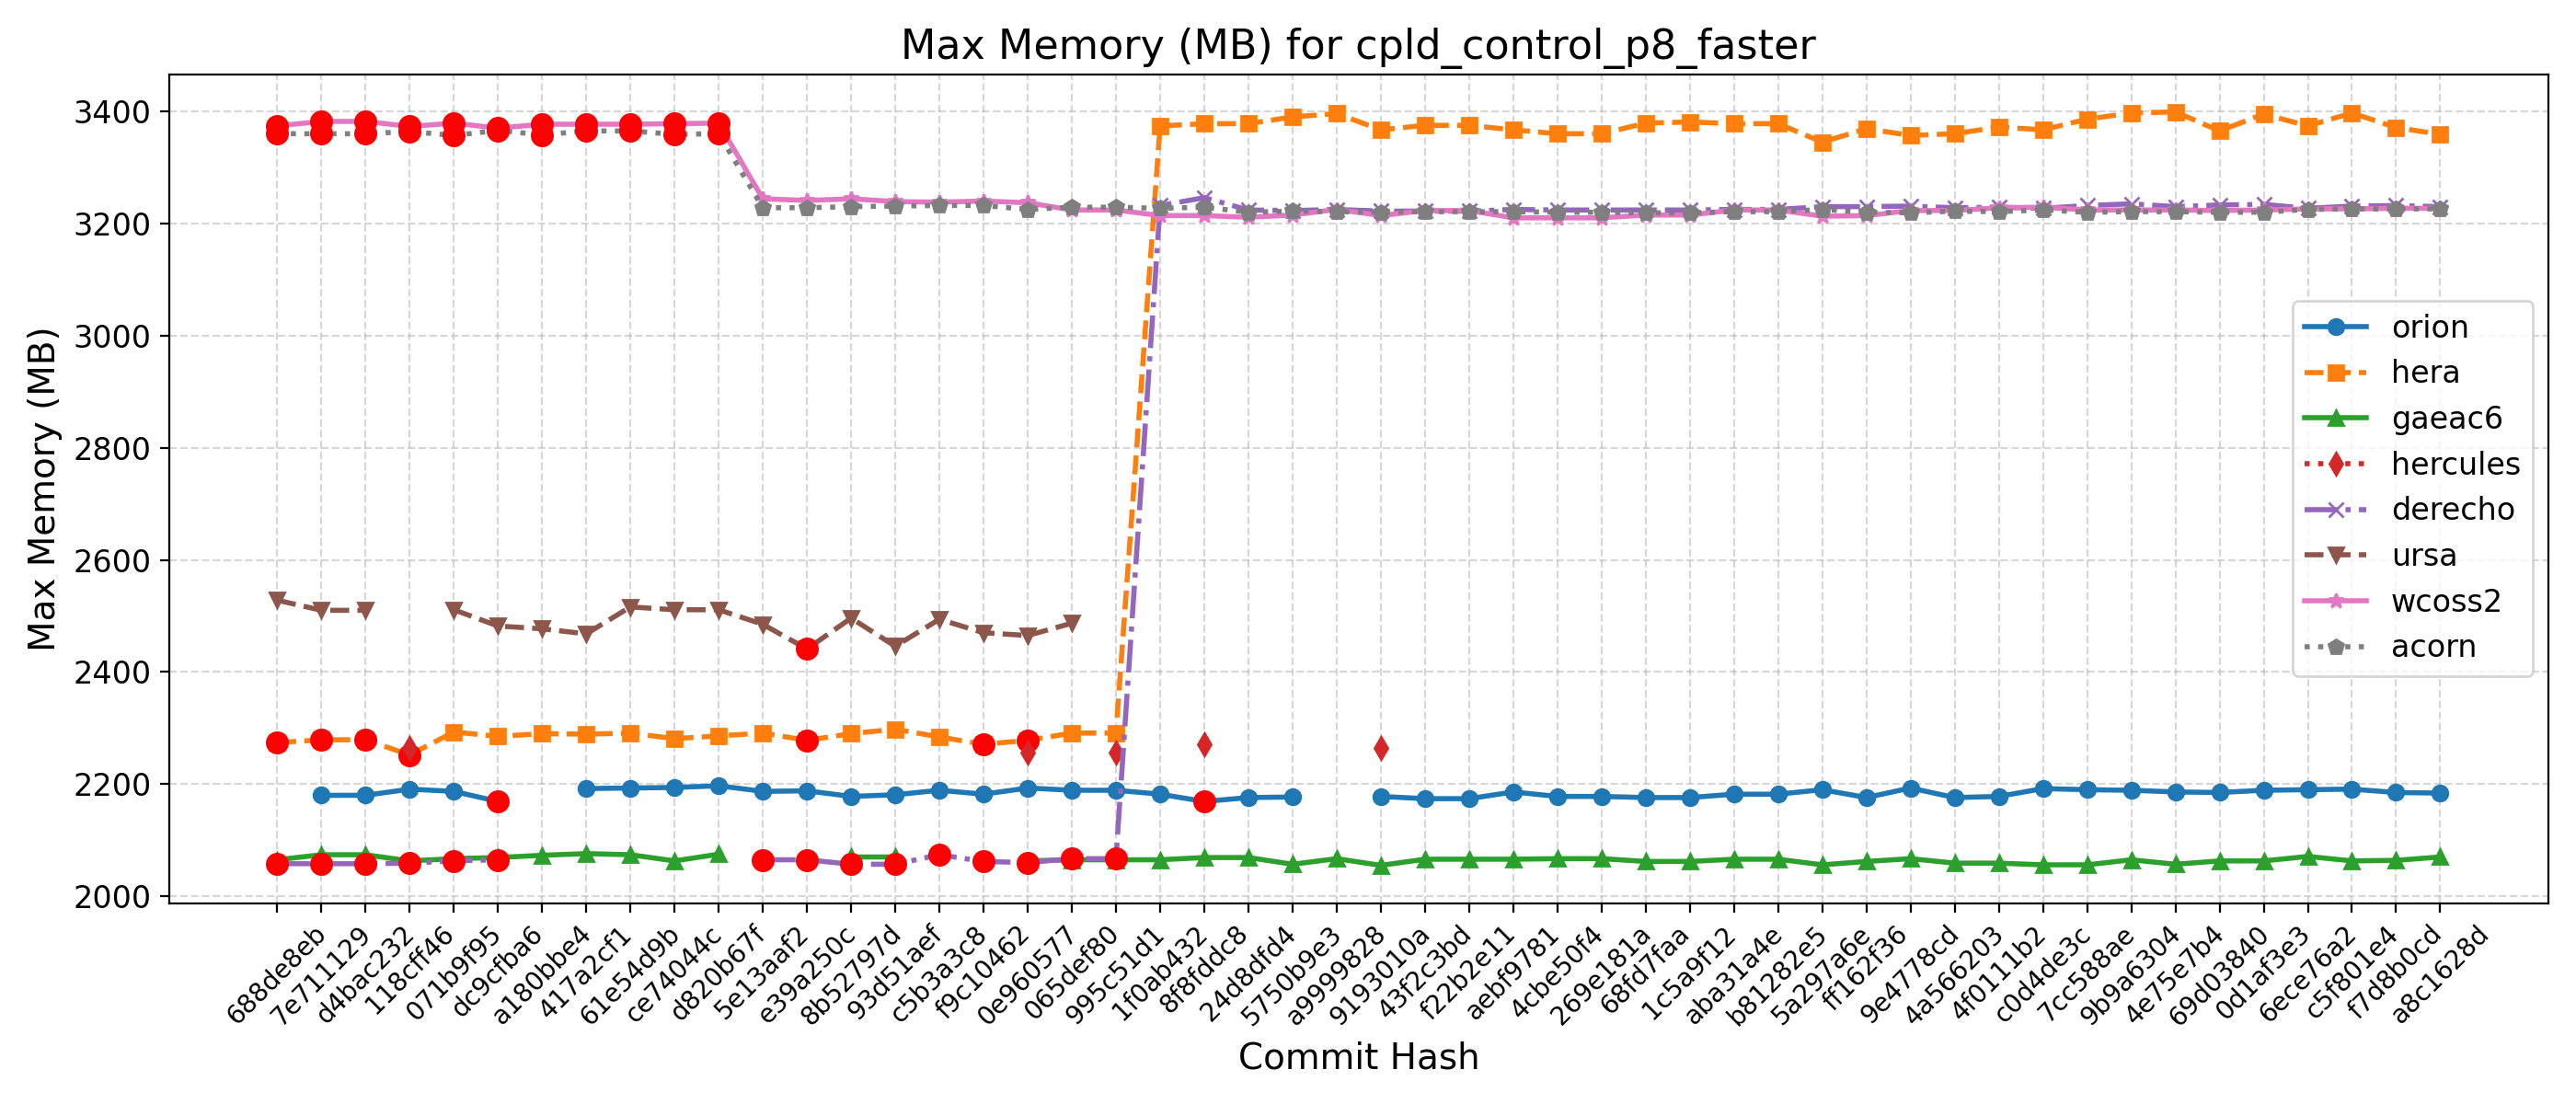 Max Memory (MB) for cpld_control_p8_faster
Max Memory (MB)
3400
3200
3000
2800
2600
2400
2200
2000
orion
hera
gaeac6
hercules
derecho
ursa
wcoss2
acorn
688de8eb
7e711129
d4bac232
118cff46
071b9f95
dc9cfba6
a180bbe4
417a2cf1
61e54d9b
ce74044c
d820b67f
5e13aaf2
e39a250c
8b52797d
93d51aef
c5b3a3c8
f9c10462
0e960577
065def80
995c51d1
1f0ab432
8f8fddc8
24d8dfd4
5750b9e3
a9999828
919301 0a
43f2c3bd
f22b2e11
aebf9781
4cbe50f4
269e181a
68fd7faa
1c5a9f12
aba31a4e
b81282e5
5a297a6e
ff162f36
9e4778cd
4a566203
4f0111b2
c0d4de3c
7cc588ae
9b9a6304
4e75e7b4
69d03840
0d1af3e3
6ece76a2
c5f801e4
f7d8b0cd
a8c1628d
Commit Hash